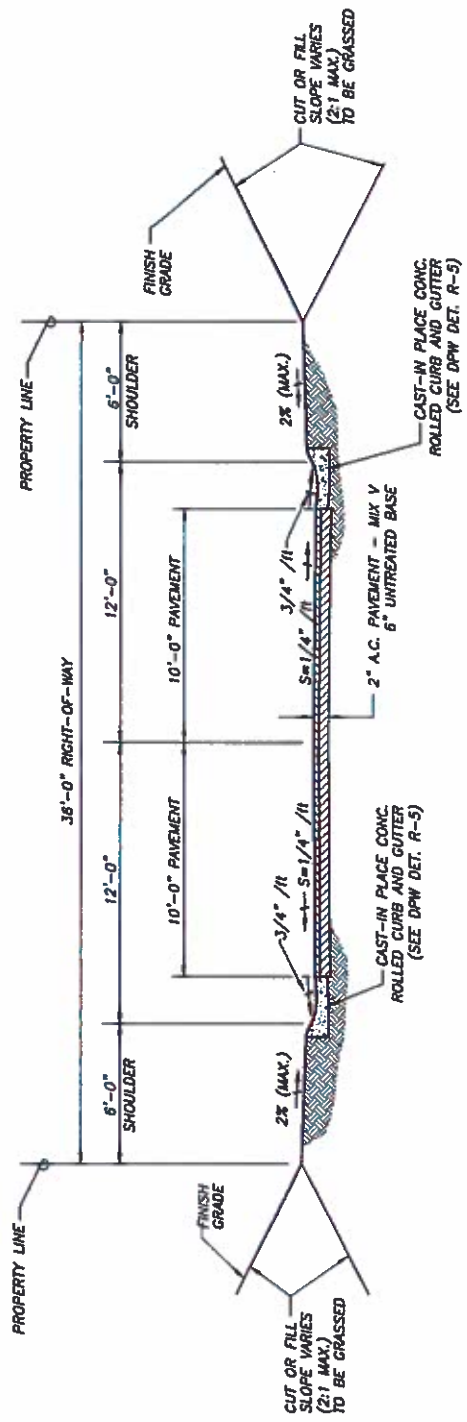 PROPERTY LINE
PROPERTY LINE
36'-0" RIGHT-OF-WAY
6'-0"
SHOULDER
12'-0"
12'-0"
6'-0"
SHOULDER
10'-0" PAVEMENT
10'-0" PAVEMENT
FINISH
GRADE
FINISH
GRADE
2% (MAX.)
3/4" /ft
S=1/4" /ft
S=1/4" /ft
3/4" /ft
2% (MAX.)
CUT OR FILL
SLOPE VARIES
(2:1 MAX.)
TO BE GRASSED
CAST-IN PLACE CONC.
ROLLED CURB AND GUTTER
(SEE DPW DET. R-5)
2" A.C. PAVEMENT - MIX V
6" UNTREATED BASE
CAST-IN PLACE CONC.
ROLLED CURB AND GUTTER
(SEE DPW DET. R-5)
CUT OR FILL
SLOPE VARIES
(2:1 MAX.)
TO BE GRASSED